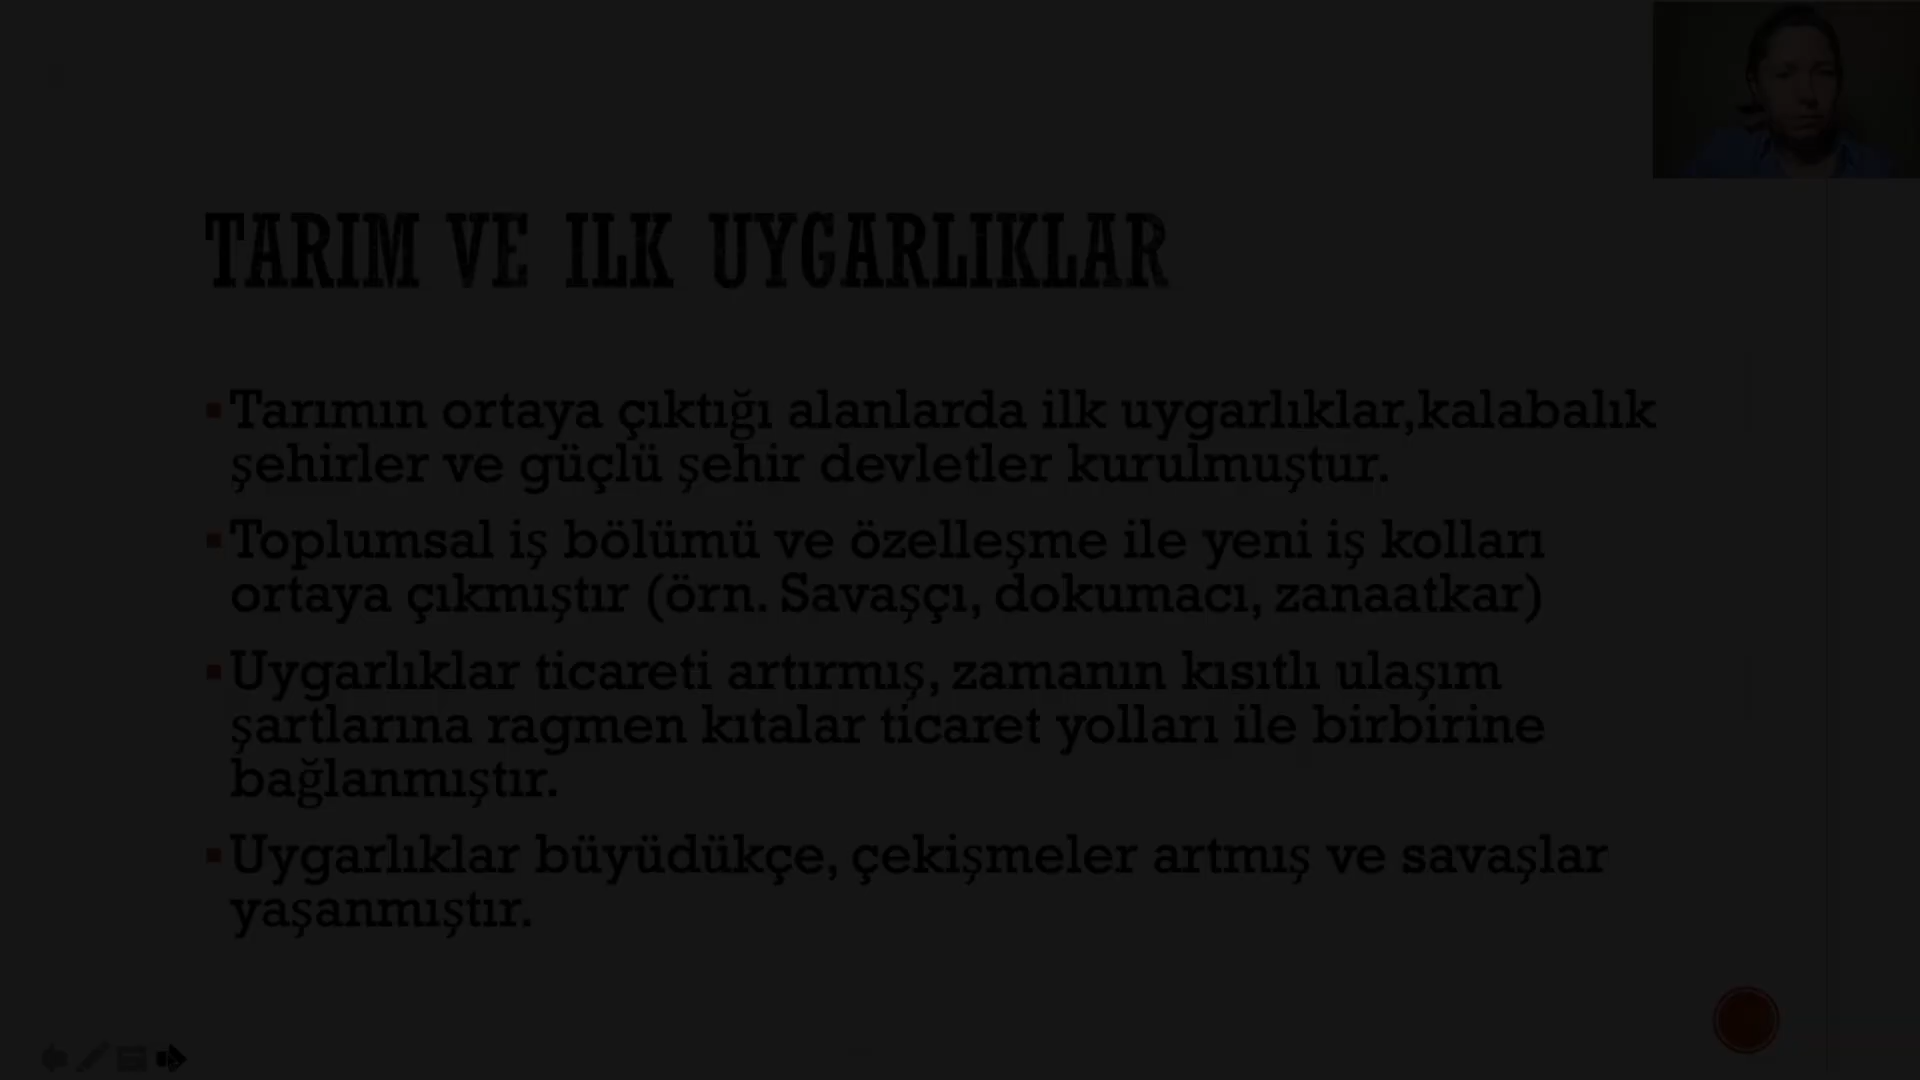 TARIM VE ILK UYGARLIKLAR
Tarımın ortaya çıktığı alanlarda ilk uygarlıklar,kalabalık
şehirler ve güçlü şehir devletler kurulmuştur.
Toplumsal iş bölümü ve özelleşme ile yeni iş kolları
ortaya çıkmıştır (örn. Savaşçı, dokumacı, zanaatkar)
Uygarlıklar ticareti artırmış, zamanın kısıtlı ulaşım
şartlarına ragmen kıtalar ticaret yolları ile birbirine
bağlanmıştır.
Uygarlıklar büyüdükçe, çekişmeler artmış ve savaşlar
yaşanmıştır.